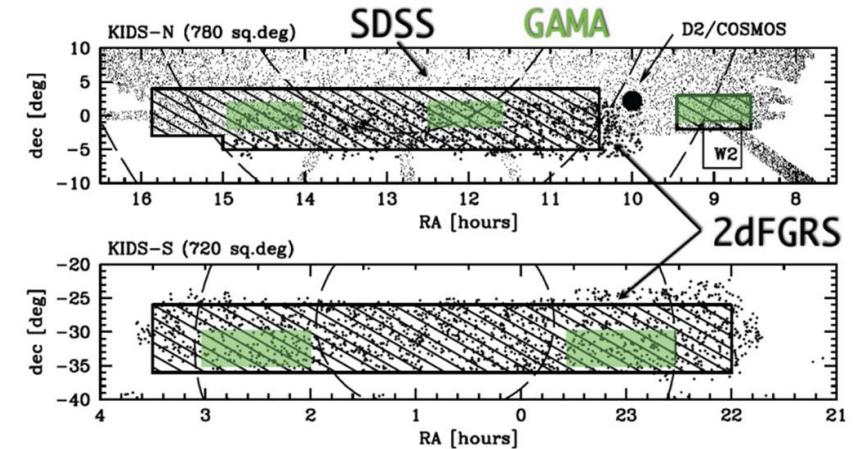 SDSS GAMA
KIDS-N (780 sq.deg) D2/COSMOS
10
5
0
-5
-10
dec [deg]
W2
16 15 14 13 12 11 10 9 8
RA [hours]
2dFGRS
KIDS-S (720 sq.deg)
-20
-25
-30
-35
-40
dec [deg]
4 3 2 1 0 23 22 21
RA [hours]